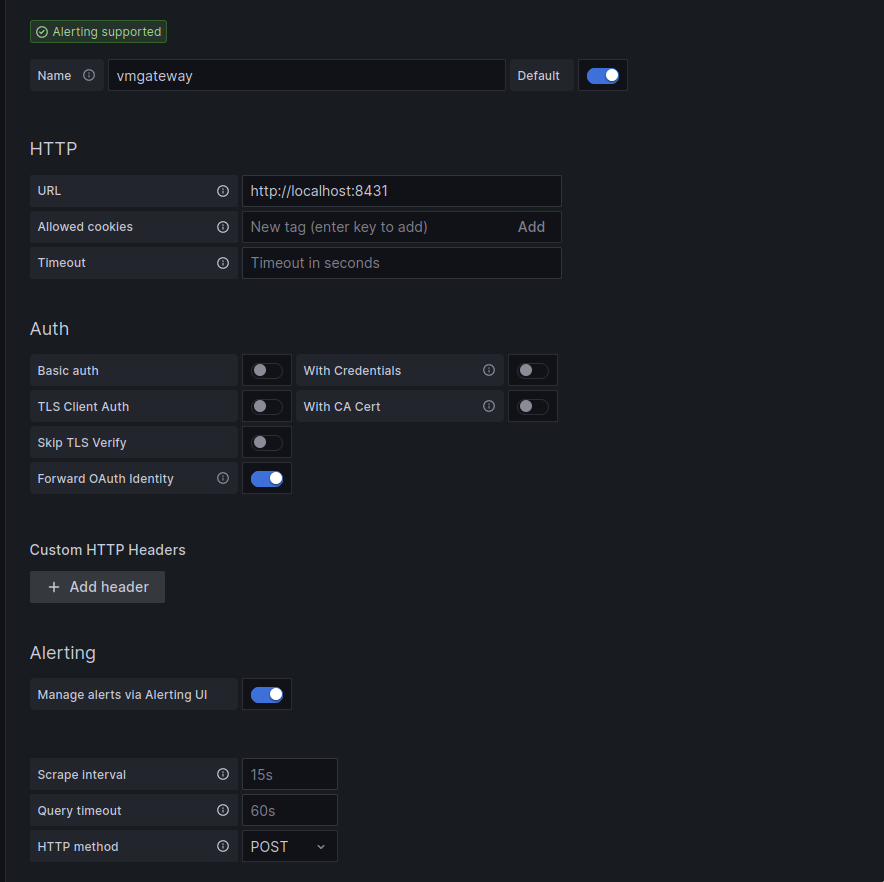 Alerting supported
Name vmgateway Default
HTTP
URL http://localhost:8431
Allowed cookies New tag (enter key to add) Add
Timeout Timeout in seconds
Auth
Basic auth With Credentials
TLS Client Auth With CA Cert
Skip TLS Verify
Forward OAuth Identity
Custom HTTP Headers
+ Add header
Alerting
Manage alerts via Alerting UI
Scrape interval 15s
Query timeout 60s
HTTP method POST